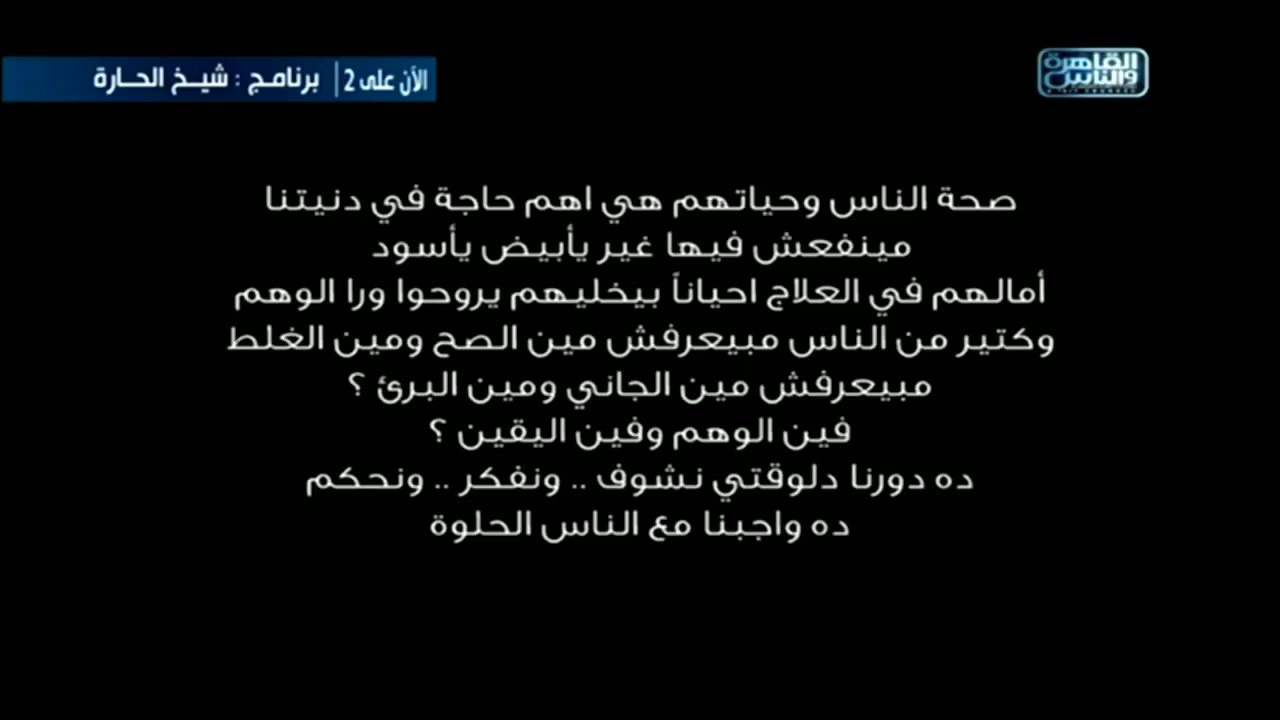 الآن على 2 | برنامج : شيخ الحارة
القاهرة
والناس
صحة الناس وحياتهم هي اهم حاجة في دنيتنا
مينفعش فيها غير يأبيض يأسود
أمالهم في العلاج احياناً بيخليهم يروحوا ورا الوهم
وكتير من الناس مبيعرفش مين الصح ومين الغلط
مبيعرفش مين الجاني ومين البرئ ؟
فين الوهم وفين اليقين ؟
ده دورنا دلوقتي نشوف .. ونفكر .. ونحكم
ده واجبنا مع الناس الحلوة